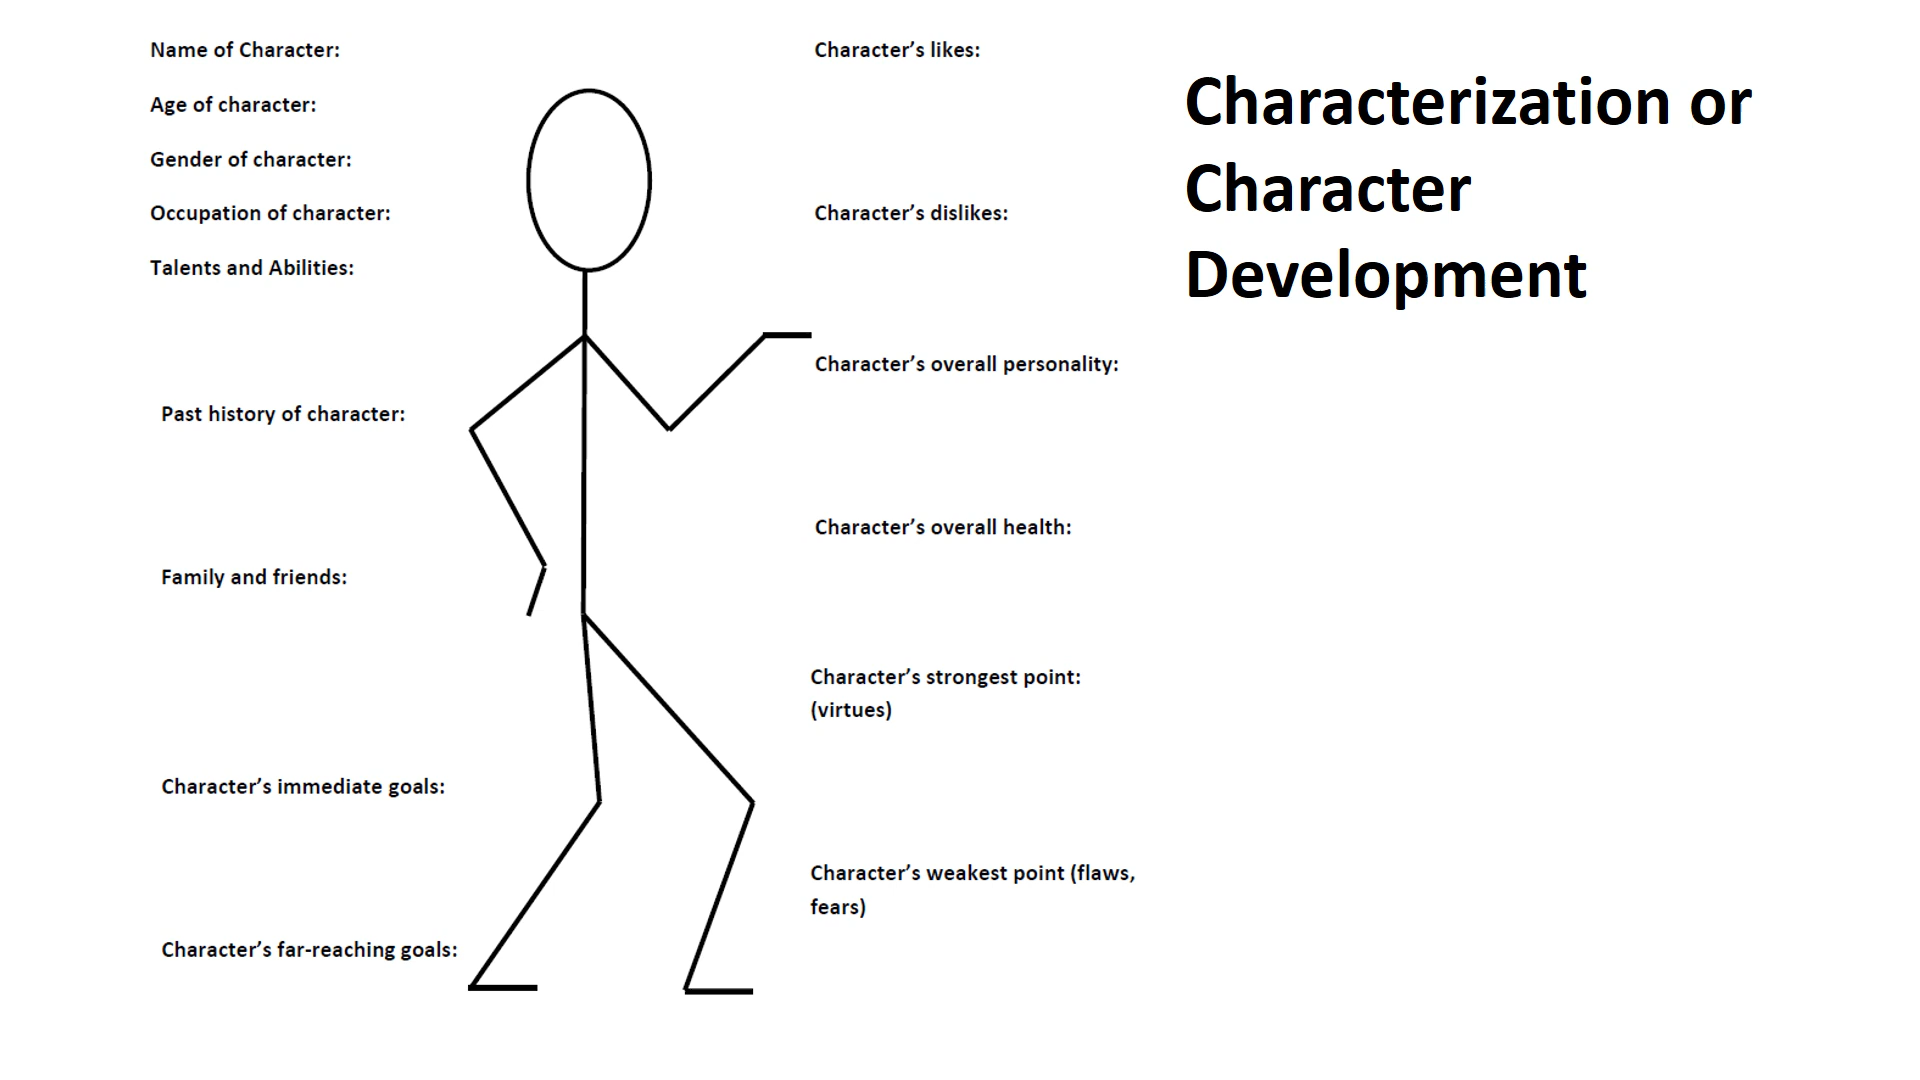 Name of Character:
Age of character:
Gender of character:
Occupation of character:
Talents and Abilities:
Past history of character:
Family and friends:
Character’s immediate goals:
Character’s far-reaching goals:
Character’s likes:
Character’s dislikes:
Character’s overall personality:
Character’s overall health:
Character’s strongest point:
(virtues)
Character’s weakest point (flaws,
fears)
Characterization or
Character
Development